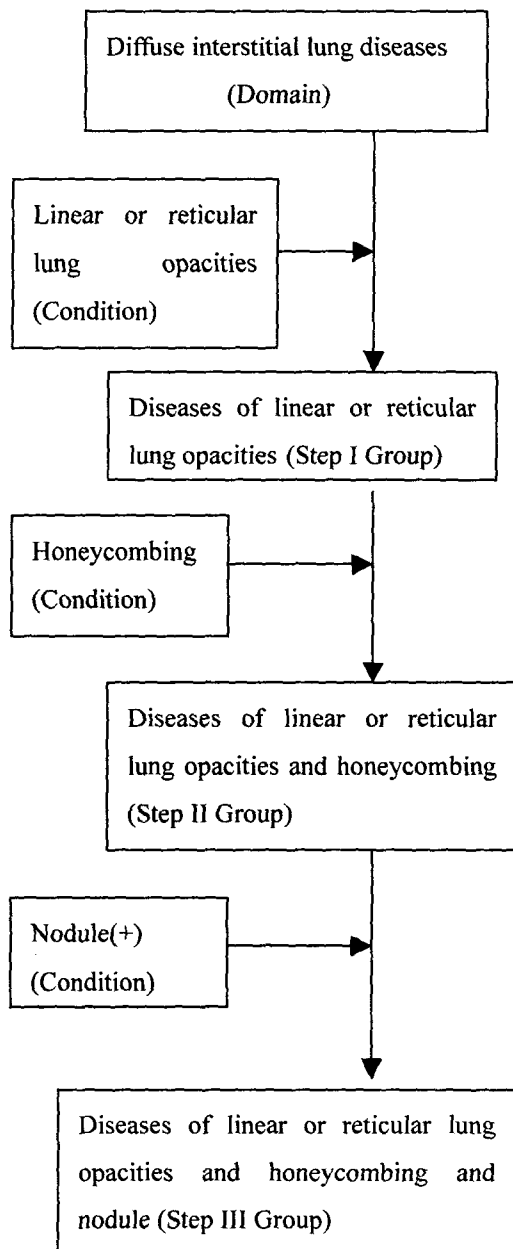 Diffuse interstitial lung diseases
(Domain)
Linear or reticular
lung opacities
(Condition)
Diseases of linear or reticular
lung opacities (Step I Group)
Honeycombing
(Condition)
Diseases of linear or reticular
lung opacities and honeycombing
(Step II Group)
Nodule(+)
(Condition)
Diseases of linear or reticular lung
opacities and honeycombing and
nodule (Step III Group)